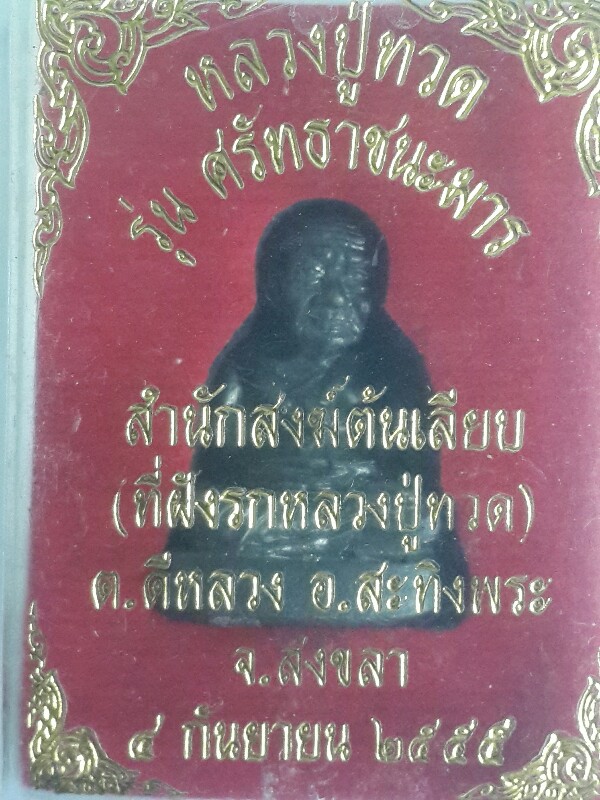 หลวงปู่ทวด
รุ่น ศรัทธาชนะมาร
สำนักสงฆ์ต้นเลียบ
(ที่ฝังรกหลวงปู่ทวด)
ต.ดีหลวง อ.สะทิงพระ
จ.สงขลา
๔ กันยายน ๒๕๕๕